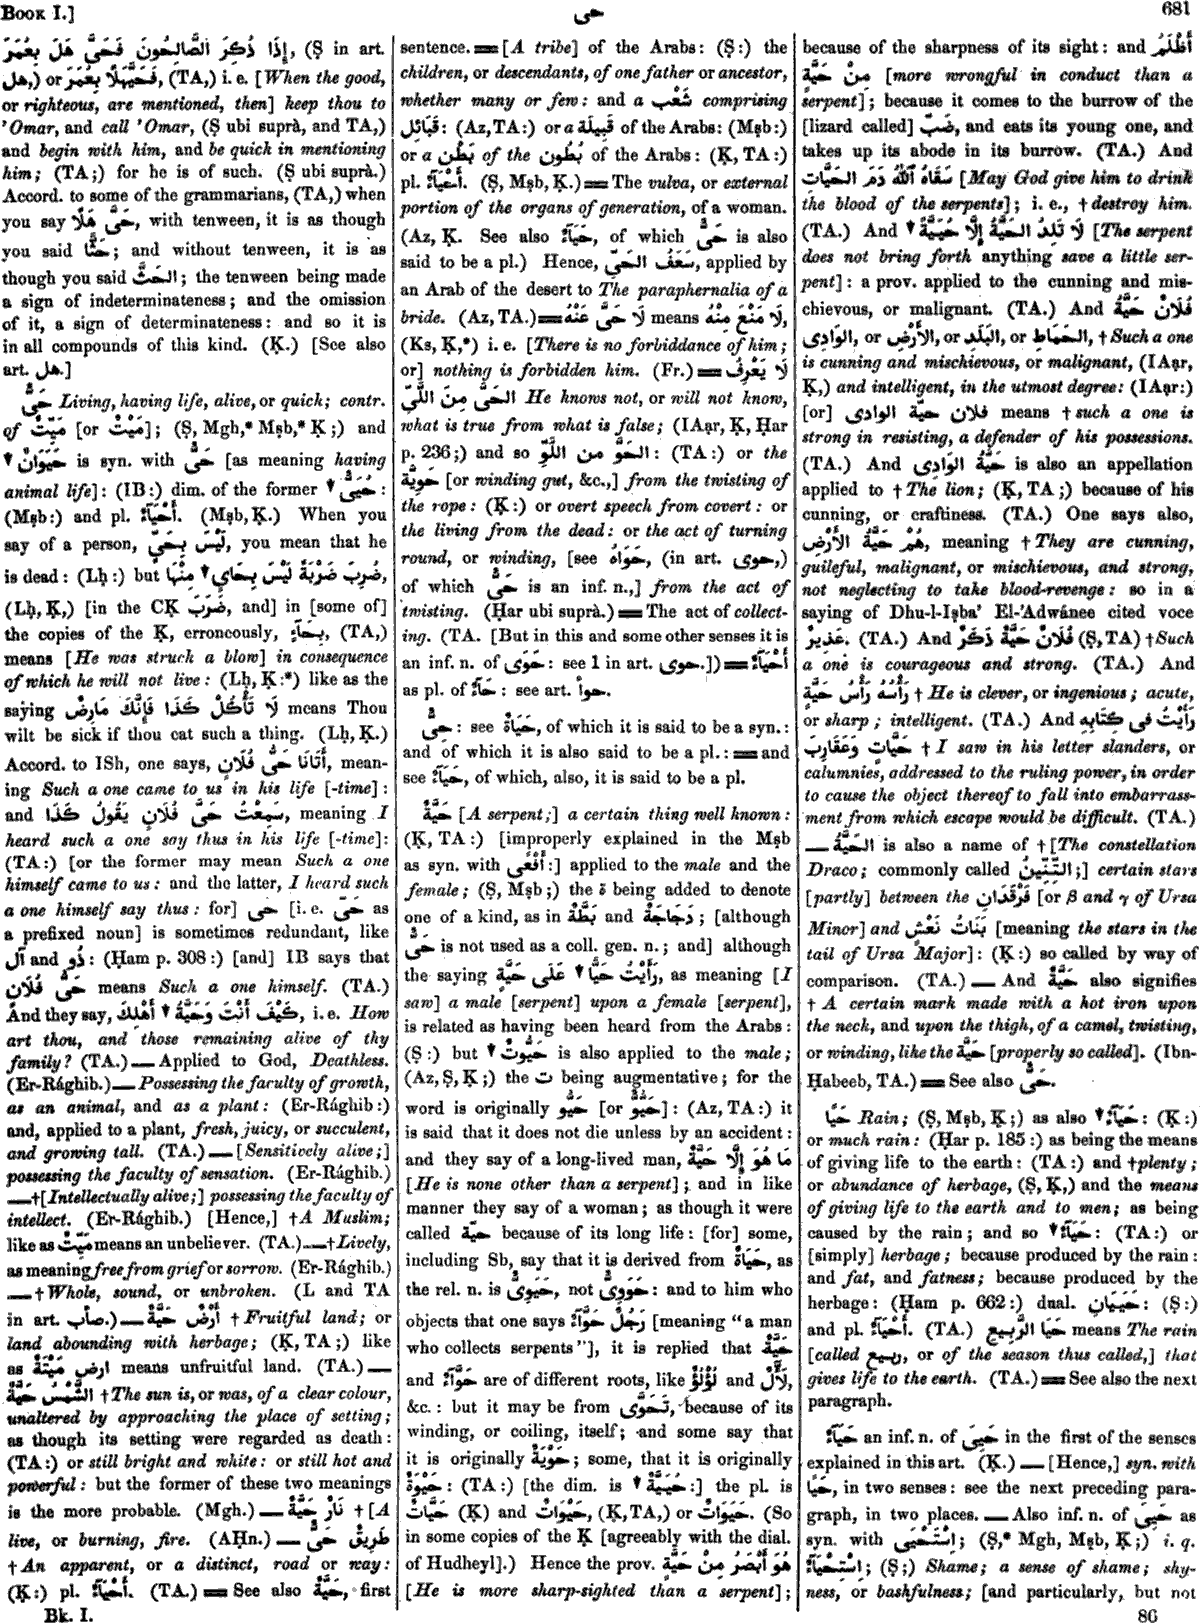 Book I.]
حى
681
إِذَا ذُكِرَ الصَّالِحُونَ فَحَىَّ هَلَ بِعُمَرَ, (Ṣ in art.
هل,) or فَحَيَّهَلًا بِعُمَرَ, (TA,) i. e. [When the good,
or righteous, are mentioned, then] keep thou to
'Omar, and call 'Omar, (Ṣ ubi suprà, and TA,)
and begin with him, and be quick in mentioning
him; (TA;) for he is of such. (Ṣ ubi suprà.)
Accord. to some of the grammarians, (TA,) when
you say حَىَّ هَلًا, with tenween, it is as though
you said حَثًّا; and without tenween, it is as
though you said الحَثَّ; the tenween being made
a sign of indeterminateness; and the omission
of it, a sign of determinateness: and so it is
in all compounds of this kind. (Ḳ.) [See also
art. هل.]
حَىٌّ Living, having life, alive, or quick; contr.
of مَيِّتٌ [or مَيْتٌ]; (Ṣ, Mgh,* Mṣb,* Ḳ;) and
▼ حَيَوَانٌ is syn. with حَىٌّ [as meaning having
animal life]: (IB:) dim. of the former ▼ حُيَىٌّ:
(Mṣb:) and pl. أَحْيَآءٌ. (Mṣb, Ḳ.) When you
say of a person, لَيْسَ بِحَىٍّ, you mean that he
is dead: (Lḥ:) but ضُرِبَ ضَرْبَةً لَيْسَ بِحَاىٍ ▼ مِنْهَا,
(Lḥ, Ḳ,) [in the CḲ ضَرَبَ, and] in [some of]
the copies of the Ḳ, erroneously, بِحَآءٍ, (TA,)
means [He was struck a blow] in consequence
of which he will not live: (Lḥ, Ḳ:*) like as the
saying لَا تَأْكُلْ كَذَا فَإِنَّكَ مَارِضٌ means Thou
wilt be sick if thou eat such a thing. (Lḥ, Ḳ.)
Accord. to ISh, one says, أَتَانَا حَىُّ فُلَانٍ, mean-
ing Such a one came to us in his life [-time]:
and سَمِعْتُ حَىَّ فُلَانٍ يَقُولُ كَذَا, meaning I
heard such a one say thus in his life [-time]:
(TA:) [or the former may mean Such a one
himself came to us: and the latter, I heard such
a one himself say thus: for] حى [i. e. حَىّ as
a prefixed noun] is sometimes redundant, like
ذُو and آل: (Ḥam p. 308:) [and] IB says that
حَىُّ فُلَانٍ means Such a one himself. (TA.)
And they say, كَيْفَ أَنْتَ وَحَيَّةُ ▼ أَهْلِكَ, i. e. How
art thou, and those remaining alive of thy
family? (TA.) — Applied to God, Deathless.
(Er-Rághib.) — Possessing the faculty of growth,
as an animal, and as a plant: (Er-Rághib:)
and, applied to a plant, fresh, juicy, or succulent,
and growing tall. (TA.) — [Sensitively alive;]
possessing the faculty of sensation. (Er-Rághib.)
— †[Intellectually alive;] possessing the faculty of
intellect. (Er-Rághib.) [Hence,] †A Muslim;
like as مَيِّتٌ means an unbeliever. (TA.) — †Lively,
as meaning free from grief or sorrow. (Er-Rághib.)
— †Whole, sound, or unbroken. (L and TA
in art. صأب.) — أَرْضٌ حَيَّةٌ †Fruitful land; or
land abounding with herbage; (Ḳ, TA;) like
as ارض مَيِّتَةٌ means unfruitful land. (TA.) —
الشَّمْسُ حَيَّةٌ †The sun is, or was, of a clear colour,
unaltered by approaching the place of setting;
as though its setting were regarded as death:
(TA:) or still bright and white: or still hot and
powerful: but the former of these two meanings
is the more probable. (Mgh.) — نَارٌ حَيَّةٌ †[A
live, or burning, fire. (AḤn.) — طَرِيقٌ حَىٌّ
†An apparent, or a distinct, road or way:
(Ḳ:) pl. أَحْيَآءٌ. (TA.) = See also حَيَّةٌ, first
sentence. = [A tribe] of the Arabs: (Ṣ:) the
children, or descendants, of one father or ancestor,
whether many or few: and a شَعْب comprising
قَبَائِل: (Az, TA:) or a قَبِيلَة of the Arabs: (Mṣb:)
or a بَطْن of the بُطُون of the Arabs: (Ḳ, TA:)
pl. أَحْيَآءٌ. (Ṣ, Mṣb, Ḳ.) = The vulva, or external
portion of the organs of generation, of a woman.
(Az, Ḳ. See also حَيَآءٌ, of which حَىٌّ is also
said to be a pl.) Hence, سَعَفُ الحَىِّ, applied by
an Arab of the desert to The paraphernalia of a
bride. (Az, TA.) = لَا حَىَّ عَنْهُ means لَا مَنْعَ مِنْهُ,
(Ks, Ḳ,*) i. e. [There is no forbiddance of him;
or] nothing is forbidden him. (Fr.) = لَا يَعْرِفُ
الحَىَّ مِنَ اللَّىِّ He knows not, or will not know,
what is true from what is false; (IAạr, Ḳ, Ḥar
p. 236;) and so الحَوَّ من اللَّوِّ: (TA:) or the
حَوِيَّة [or winding gut, &c.,] from the twisting of
the rope: (Ḳ:) or overt speech from covert: or
the living from the dead: or the act of turning
round, or winding, [see حَوَاهُ, (in art. حوى,)
of which حَىٌّ is an inf. n.,] from the act of
twisting. (Ḥar ubi suprà.) = The act of collect-
ing. (TA. [But in this and some other senses it is
an inf. n. of حَوَى: see 1 in art. حوى.]) = أَحْيَآءٌ
as pl. of حَآءٌ: see art. حوأ.
حِىٌّ: see حَيَاةٌ, of which it is said to be a syn.:
and of which it is also said to be a pl.: = and
see حَيَآءٌ, of which, also, it is said to be a pl.
حَيَّةٌ [A serpent;] a certain thing well known:
(Ḳ, TA:) [improperly explained in the Mṣb
as syn. with أَفْعًى:] applied to the male and the
female; (Ṣ, Mṣb;) the ة being added to denote
one of a kind, as in بَطَّةٌ and دَجَاجَةٌ; [although
حَىٌّ is not used as a coll. gen. n.; and] although
the saying رَأَيْتُ حَيًّا ▼ عَلَى حَيَّةٍ, as meaning [I
saw] a male [serpent] upon a female [serpent],
is related as having been heard from the Arabs:
(Ṣ:) but ▼ حَيُّوتٌ is also applied to the male;
(Az, Ṣ, Ḳ;) the ت being augmentative; for the
word is originally حَيُّو [or حَيُّوٌ]: (Az, TA:) it
is said that it does not die unless by an accident:
and they say of a long-lived man, مَا هُوَ إِلَّا حَيَّةٌ
[He is none other than a serpent]; and in like
manner they say of a woman; as though it were
called حيّة because of its long life: [for] some,
including Sb, say that it is derived from حَيَاةٌ, as
the rel. n. is حَيَوِىٌّ, not حَوَوِىٌّ: and to him who
objects that one says رَجُلٌ حَوَّآءٌ [meaning "a man
who collects serpents"], it is replied that حَيَّةٌ
and حَوَّآءٌ are of different roots, like لُؤْلُؤٌ and لَأْآلٌ,
&c.: but it may be from تَحَوَّى, because of its
winding, or coiling, itself; and some say that
it is originally حَوْيَةٌ; some, that it is originally
حَيْوَةٌ: (TA:) [the dim. is ▼ حُيَيَّةٌ:] the pl. is
حَيَّاتٌ (Ḳ) and حَيْوَاتٌ, (Ḳ, TA,) or حَيَوَاتٌ. (So
in some copies of the Ḳ [agreeably with the dial.
of Hudheyl].) Hence the prov. هُوَ أَبْصَرُ مِنْ حَيَّةٍ
[He is more sharp-sighted than a serpent];
because of the sharpness of its sight: and أَظْلَمُ
مِنْ حَيَّةٍ [more wrongful in conduct than a
serpent]; because it comes to the burrow of the
[lizard called] ضَبّ, and eats its young one, and
takes up its abode in its burrow. (TA.) And
سَقَاهُ اللّٰهُ دَمَ الحَيَّاتِ [May God give him to drink
the blood of the serpents]; i. e., †destroy him.
(TA.) And ▼ لَا تَلِدُ الحَيَّةُ إِلَّا حُيَيَّةً [The serpent
does not bring forth anything save a little ser-
pent]: a prov. applied to the cunning and mis-
chievous, or malignant. (TA.) And فُلَانٌ حَيَّةُ
الوَادِى, or الأَرْضِ, or البَلَدِ, or الحَمَاطِ, †Such a one
is cunning and mischievous, or malignant, (IAạr,
Ḳ,) and intelligent, in the utmost degree: (IAạr:)
[or] فلان حيّة الوادى means †such a one is
strong in resisting, a defender of his possessions.
(TA.) And حَيَّةُ الوَادِى is also an appellation
applied to †The lion; (Ḳ, TA;) because of his
cunning, or craftiness. (TA.) One says also,
هُمْ حَيَّةُ الأَرْضِ, meaning †They are cunning,
guileful, malignant, or mischievous, and strong,
not neglecting to take blood-revenge: so in a
saying of Dhu-l-Iṣba' El-'Adwánee cited voce
عَذِيرٌ. (TA.) And فُلَانٌ حَيَّةٌ ذَكَرٌ (Ṣ, TA) †Such
a one is courageous and strong. (TA.) And
رَأْسُهُ رَأْسُ حَيَّةٍ †He is clever, or ingenious; acute,
or sharp; intelligent. (TA.) And رَأَيْتُ فِى كِتَابِهِ
حَيَّاتٍ وَعَقَارِبَ †I saw in his letter slanders, or
calumnies, addressed to the ruling power, in order
to cause the object thereof to fall into embarrass-
ment from which escape would be difficult. (TA.)
— الحَيَّةُ is also a name of †[The constellation
Draco; commonly called التِّنِّينُ;] certain stars
[partly] between the فَرْقَدَانِ [or β and γ of Ursa
Minor] and بَنَاتُ نَعْشٍ [meaning the stars in the
tail of Ursa Major]: (Ḳ:) so called by way of
comparison. (TA.) — And حَيَّةٌ also signifies
†A certain mark made with a hot iron upon
the neck, and upon the thigh, of a camel, twisting,
or winding, like the حَيَّة [properly so called]. (Ibn-
Ḥabeeb, TA.) = See also حَىٌّ.
حَيًا Rain; (Ṣ, Mṣb, Ḳ;) as also ▼ حَيَآءٌ: (Ḳ:)
or much rain: (Ḥar p. 185:) as being the means
of giving life to the earth: (TA:) and †plenty;
or abundance of herbage, (Ṣ, Ḳ,) and the means
of giving life to the earth and to men; as being
caused by the rain; and so ▼ حَيَآءٌ: (TA:) or
[simply] herbage; because produced by the rain:
and fat, and fatness; because produced by the
herbage: (Ḥam p. 662:) dual. حَيَيَانِ: (Ṣ:)
and pl. أَحْيَآءٌ. (TA.) حَيَا الرَّبِيعِ means The rain
[called ربيع, or of the season thus called,] that
gives life to the earth. (TA.) = See also the next
paragraph.
حَيَآءٌ an inf. n. of حَيِىَ in the first of the senses
explained in this art. (Ḳ.) — [Hence,] syn. with
حَيًا, in two senses: see the next preceding para-
graph, in two places. — Also inf. n. of حَيِىَ as
syn. with اِسْتَحْيَى; (Ṣ,* Mgh, Mṣb, Ḳ;) i. q.
اِسْتِحْيَآءٌ; (Ṣ;) Shame; a sense of shame; shy-
ness, or bashfulness; [and particularly, but not
Bk. I.
86